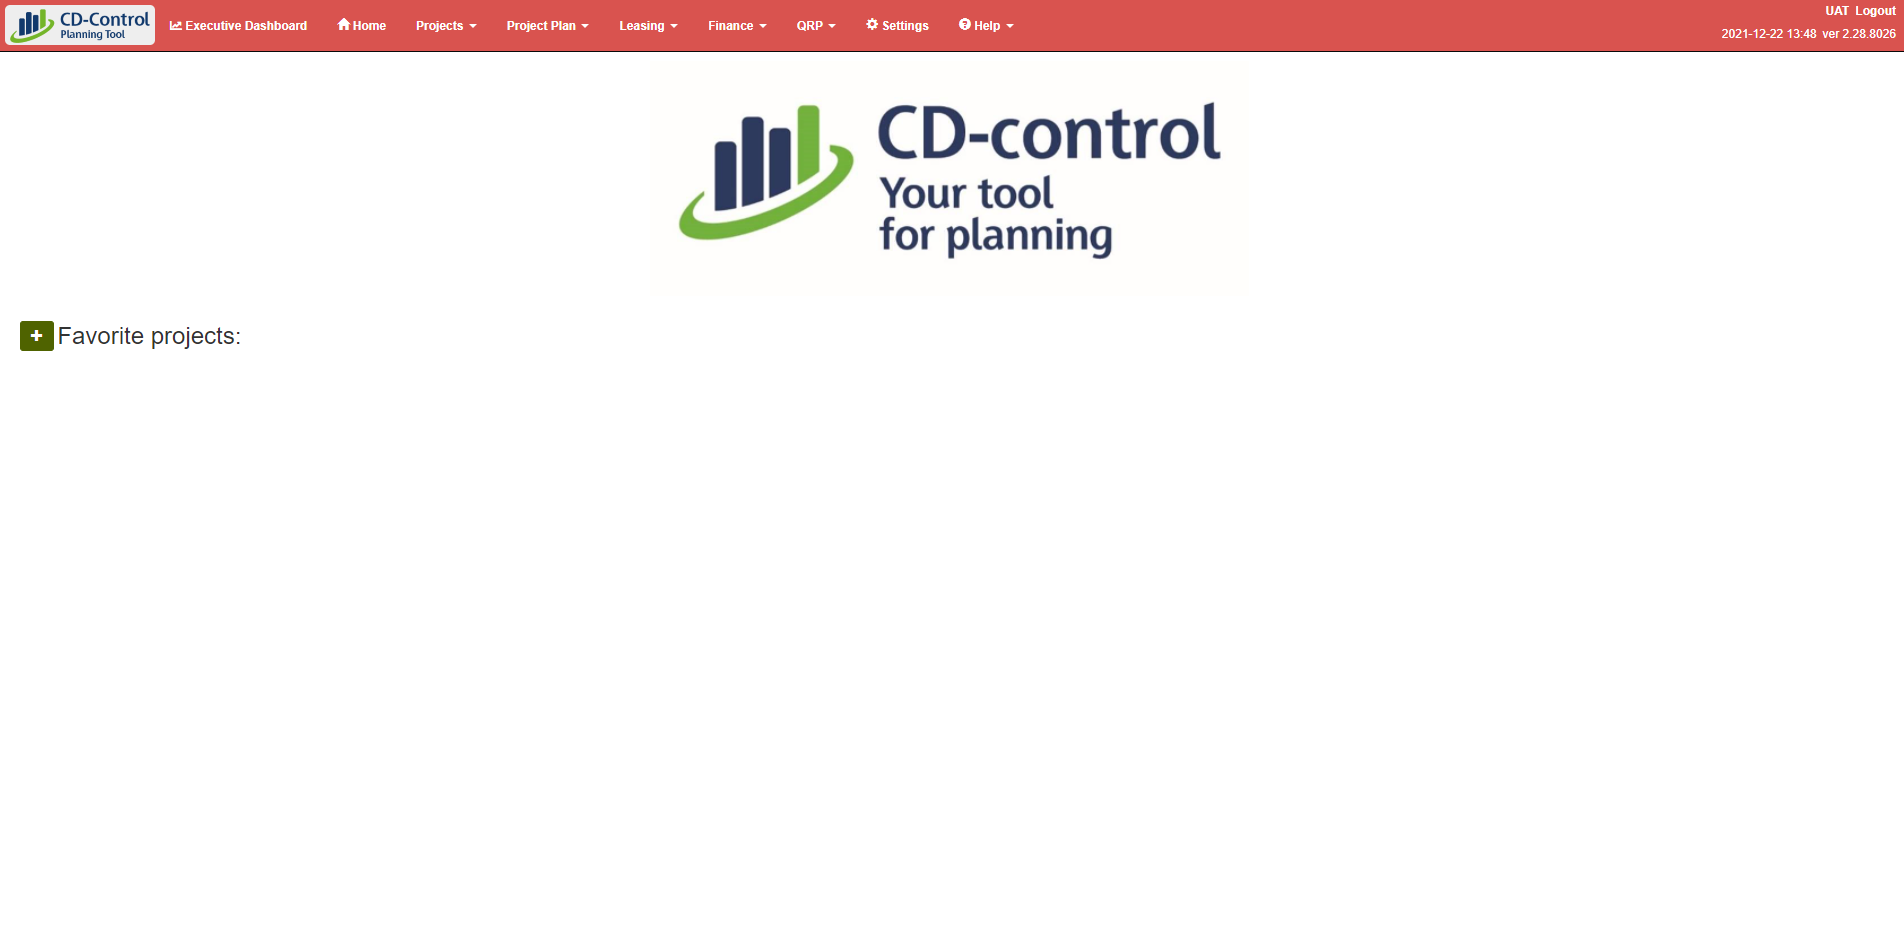 CD-Control
Planning Tool
Executive Dashboard Home Projects Project Plan Leasing Finance QRP Settings Help
UAT Logout
2021-12-22 13:48 ver 2.28.8026
CD-control
Your tool
for planning
Favorite projects: